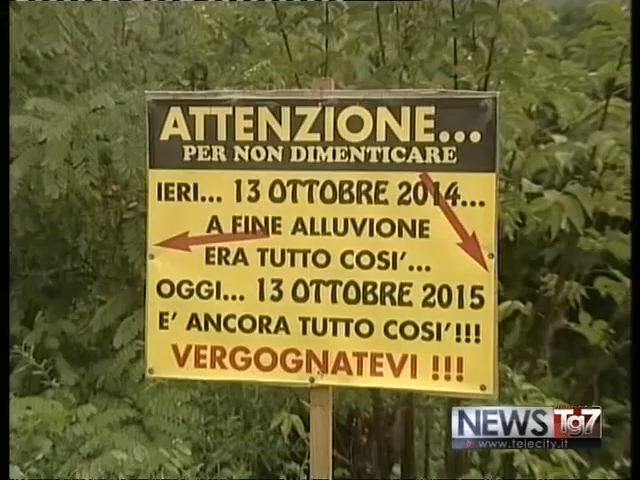 ATTENZIONE...
PER NON DIMENTICARE
IERI... 13 OTTOBRE 2014...
A FINE ALLUVIONE
ERA TUTTO COSI'...
OGGI... 13 OTTOBRE 2015
E' ANCORA TUTTO COSI'!!!
VERGOGNATEVI !!!
NEWS Tg7
www.telecity.it